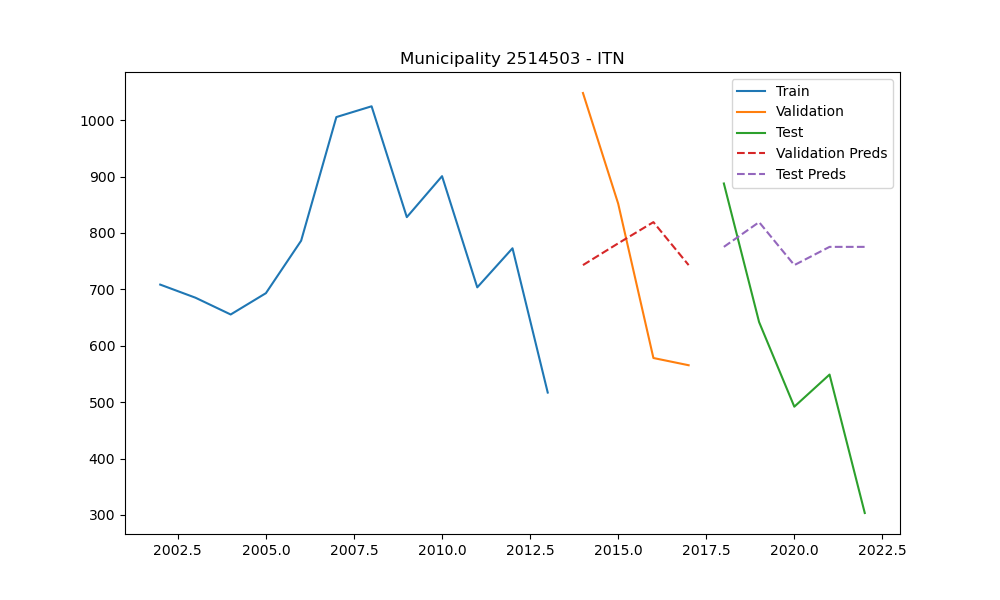 Municipality 2514503 - ITN
Train
Validation
Test
Validation Preds
Test Preds
1000
900
800
700
600
500
400
300
2002.5 2005.0 2007.5 2010.0 2012.5 2015.0 2017.5 2020.0 2022.5